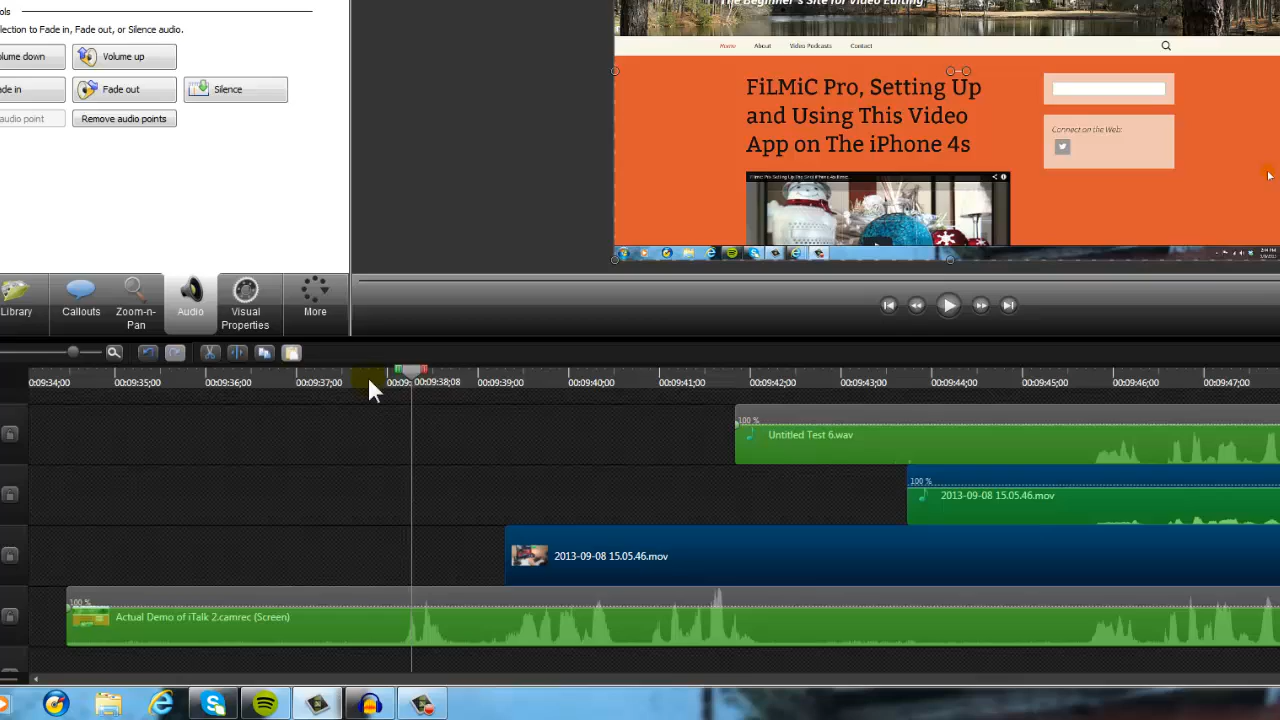 ols
The Beginner's Site for Video Editing
election to Fade in, Fade out, or Silence audio.
Home About Video Podcasts Contact
olume down Volume up
ade in Fade out Silence
audio point Remove audio points
FiLMiC Pro, Setting Up
and Using This Video
App on The iPhone 4s
Connect on the Web:
Library Callouts Zoom-n-Pan Audio Visual Properties More
0:09:34;00 00:09:35;00 00:09:36;00 00:09:37;00 00:09: 00:09:38;08 00:09:39;00 00:09:40;00 00:09:41;00 00:09:42;00 00:09:43;00 00:09:44;00 00:09:45;00 00:09:46;00 00:09:47;00
100 %
Untitled Test 6.wav
100 %
2013-09-08 15.05.46.mov
2013-09-08 15.05.46.mov
100 %
Actual Demo of iTalk 2.camrec (Screen)